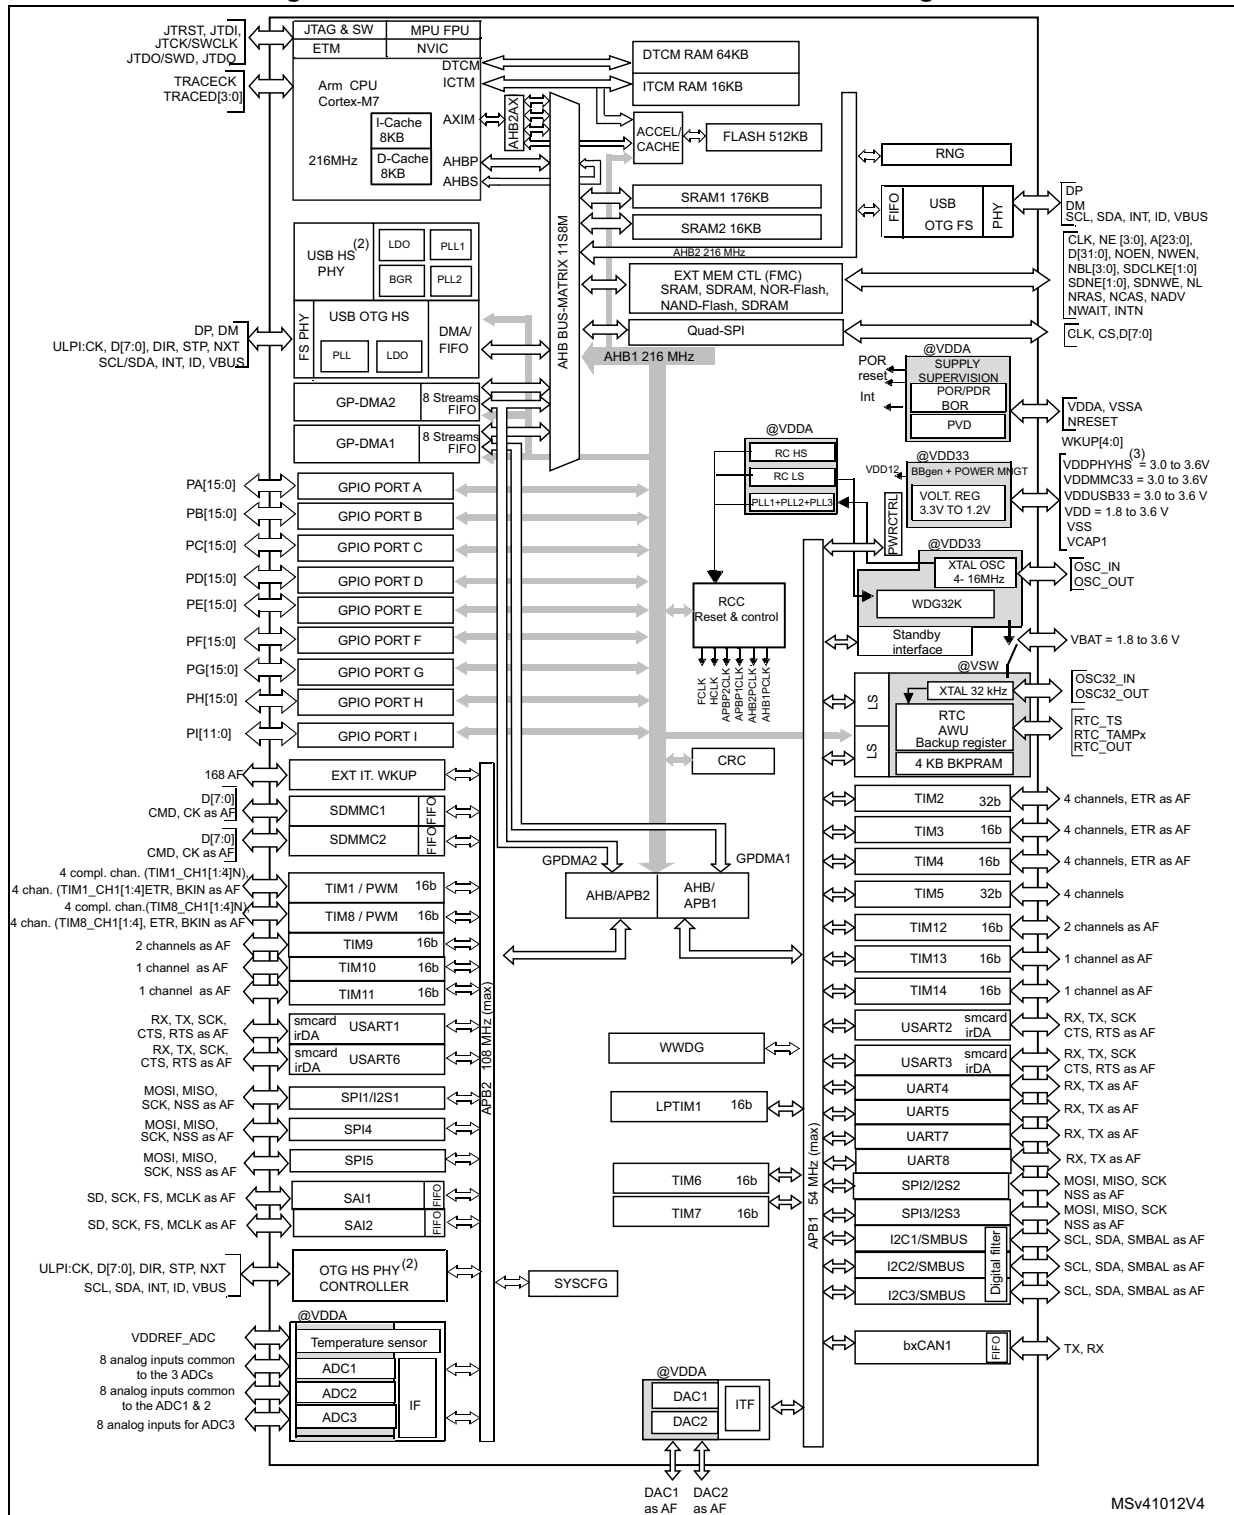 JTRST, JTDI,
JTCK/SWCLK
JTDO/SWD, JTDO
TRACECK
TRACED[3:0]
JTAG & SW
MPU FPU
ETM
NVIC
DTCM
ICTM
Arm CPU
Cortex-M7
AXIM
I-Cache
8KB
216MHz
D-Cache
8KB
AHBP
AHBS
AHB2AX
AHB BUS-MATRIX 11S8M
DTCM RAM 64KB
ITCM RAM 16KB
ACCEL/
CACHE
FLASH 512KB
SRAM1 176KB
SRAM2 16KB
AHB2 216 MHz
EXT MEM CTL (FMC)
SRAM, SDRAM, NOR-Flash,
NAND-Flash, SDRAM
Quad-SPI
AHB1 216 MHz
RNG
FIFO
USB
OTG FS
PHY
DP
DM
SCL, SDA, INT, ID, VBUS
CLK, NE [3:0], A[23:0],
D[31:0], NOEN, NWEN,
NBL[3:0], SDCLKE[1:0]
SDNE[1:0], SDNWE, NL
NRAS, NCAS, NADV
NWAIT, INTN
CLK, CS,D[7:0]
USB HS(2)
PHY
LDO
PLL1
BGR
PLL2
DP, DM
ULPI:CK, D[7:0], DIR, STP, NXT
SCL/SDA, INT, ID, VBUS
FS PHY
USB OTG HS
PLL
LDO
DMA/
FIFO
GP-DMA2
8 Streams
FIFO
GP-DMA1
8 Streams
FIFO
@VDDA
POR
reset
Int
SUPPLY
SUPERVISION
POR/PDR
BOR
PVD
VDDA, VSSA
NRESET
WKUP[4:0]
@VDDA
RC HS
RC LS
PLL1+PLL2+PLL3
@VDD33
VDD12
BBgen + POWER MNGT
VOLT. REG
3.3V TO 1.2V
PWRCTRL
(3)
VDDPHYHS = 3.0 to 3.6V
VDDMMC33 = 3.0 to 3.6V
VDDUSB33 = 3.0 to 3.6 V
VDD = 1.8 to 3.6 V
VSS
VCAP1
@VDD33
XTAL OSC
4- 16MHz
WDG32K
OSC_IN
OSC_OUT
Standby
interface
VBAT = 1.8 to 3.6 V
@VSW
LS
LS
XTAL 32 kHz
RTC
AWU
Backup register
4 KB BKPRAM
OSC32_IN
OSC32_OUT
RTC_TS
RTC_TAMPx
RTC_OUT
RCC
Reset & control
FCLK
HCLK
APBP2CLK
APBP1CLK
AHB2PCLK
AHB1PCLK
CRC
PA[15:0]
GPIO PORT A
PB[15:0]
GPIO PORT B
PC[15:0]
GPIO PORT C
PD[15:0]
GPIO PORT D
PE[15:0]
GPIO PORT E
PF[15:0]
GPIO PORT F
PG[15:0]
GPIO PORT G
PH[15:0]
GPIO PORT H
PI[11:0]
GPIO PORT I
168 AF
EXT IT. WKUP
D[7:0]
CMD, CK as AF
SDMMC1
FIFO
D[7:0]
CMD, CK as AF
SDMMC2
FIFO
4 compl. chan. (TIM1_CH1[1:4]N),
4 chan. (TIM1_CH1[1:4]ETR, BKIN as AF
TIM1 / PWM 16b
4 compl. chan.(TIM8_CH1[1:4]N),
4 chan. (TIM8_CH1[1:4], ETR, BKIN as AF
TIM8 / PWM 16b
2 channels as AF
TIM9 16b
1 channel as AF
TIM10 16b
1 channel as AF
TIM11 16b
RX, TX, SCK,
CTS, RTS as AF
smcard
irDA
USART1
RX, TX, SCK,
CTS, RTS as AF
smcard
irDA
USART6
MOSI, MISO,
SCK, NSS as AF
SPI1/I2S1
MOSI, MISO,
SCK, NSS as AF
SPI4
MOSI, MISO,
SCK, NSS as AF
SPI5
SD, SCK, FS, MCLK as AF
SAI1
FIFO
SD, SCK, FS, MCLK as AF
SAI2
FIFO
ULPI:CK, D[7:0], DIR, STP, NXT
SCL, SDA, INT, ID, VBUS
OTG HS PHY(2)
CONTROLLER
@VDDA
VDDREF_ADC
Temperature sensor
8 analog inputs common
to the 3 ADCs
8 analog inputs common
to the ADC1 & 2
8 analog inputs for ADC3
ADC1
ADC2
ADC3
IF
APB2 108 MHz (max)
SYSCFG
GPDMA2
GPDMA1
AHB/APB2
AHB/
APB1
WWDG
LPTIM1 16b
TIM6 16b
TIM7 16b
@VDDA
DAC1
DAC2
ITF
DAC1
as AF
DAC2
as AF
APB1 54 MHz (max)
TIM2 32b
4 channels, ETR as AF
TIM3 16b
4 channels, ETR as AF
TIM4 16b
4 channels, ETR as AF
TIM5 32b
4 channels
TIM12 16b
2 channels as AF
TIM13 16b
1 channel as AF
TIM14 16b
1 channel as AF
USART2
smcard
irDA
RX, TX, SCK
CTS, RTS as AF
USART3
smcard
irDA
RX, TX, SCK
CTS, RTS as AF
UART4
RX, TX as AF
UART5
RX, TX as AF
UART7
RX, TX as AF
UART8
RX, TX as AF
SPI2/I2S2
MOSI, MISO, SCK
NSS as AF
SPI3/I2S3
MOSI, MISO, SCK
NSS as AF
I2C1/SMBUS
SCL, SDA, SMBAL as AF
I2C2/SMBUS
SCL, SDA, SMBAL as AF
I2C3/SMBUS
SCL, SDA, SMBAL as AF
Digital filter
bxCAN1
FIFO
TX, RX
MSv41012V4